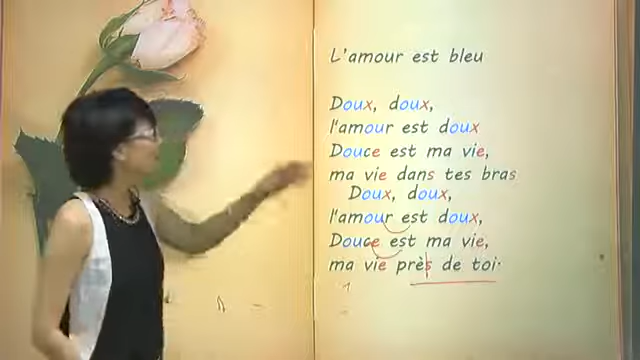 L'amour est bleu
Doux, doux,
l'amour est doux
Douce est ma vie,
ma vie dans tes bras
Doux, doux,
l'amour est doux,
Douce est ma vie,
ma vie près de toi.